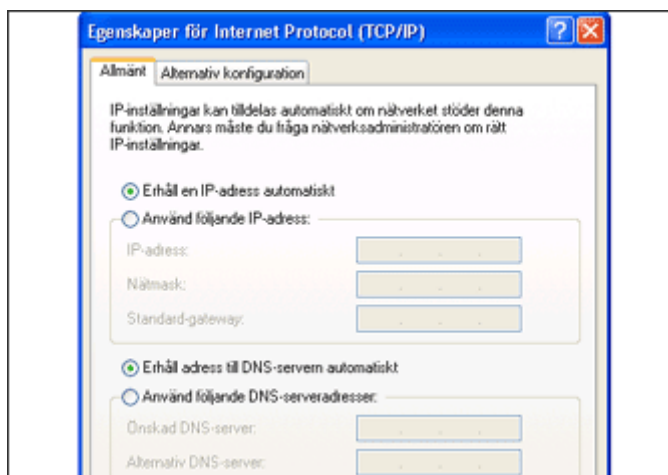 Egenskaper för Internet Protocol (TCP/IP)
Allmänt Alternativ konfiguration
IP-inställningar kan tilldelas automatiskt om nätverket stöder denna
funktion. Annars måste du fråga nätverksadministratören om rätt
IP-inställningar.
Erhåll en IP-adress automatiskt
Använd följande IP-adress:
IP-adress:
Nätmask:
Standard-gateway:
Erhåll adress till DNS-servern automatiskt
Använd följande DNS-serveradresser:
Önskad DNS-server:
Alternativ DNS-server: